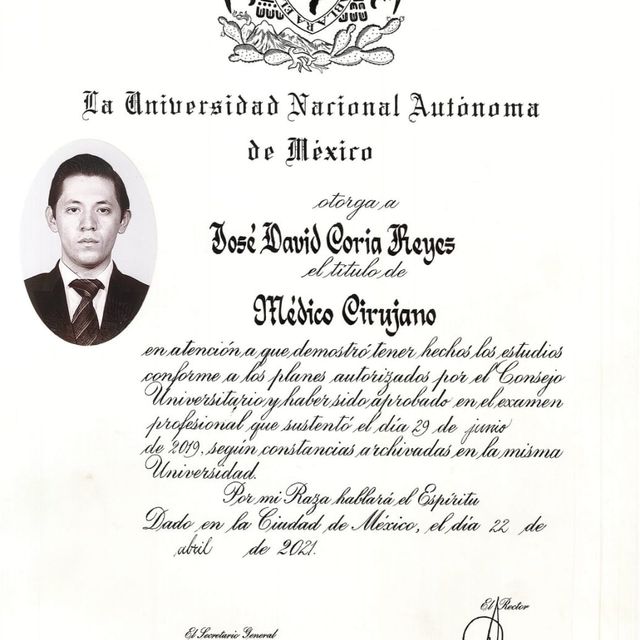 La Universidad Nacional Autónoma
de México
otorga a
José David Coria Reyes
el título de
Médico Cirujano
en atención a que demostró tener hechos los estudios
conforme a los planes autorizados por el Consejo
Universitario y haber sido aprobado en el examen
profesional que sustentó el día 29 de junio
de 2019, según constancias archivadas en la misma
Universidad.
Por mi Raza hablará el Espíritu
Dado en la Ciudad de México, el día 22 de
abril de 2021.
El Rector
El Secretario General